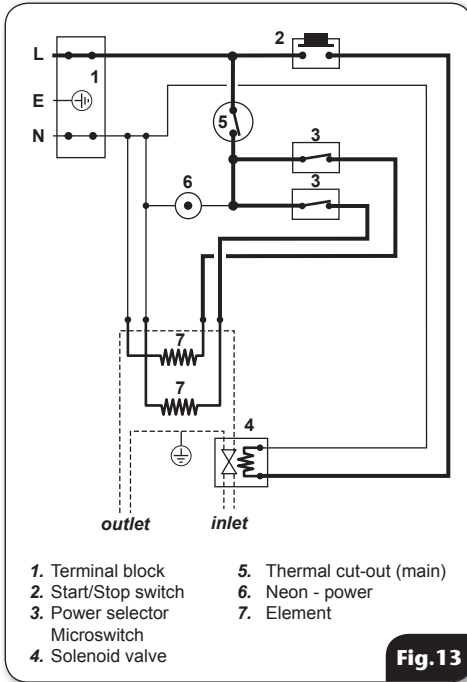 2
L
1
E
5
N
3
6
3
7
7
4
outlet inlet
1. Terminal block
2. Start/Stop switch
3. Power selector
Microswitch
4. Solenoid valve
5. Thermal cut-out (main)
6. Neon - power
7. Element
Fig.13